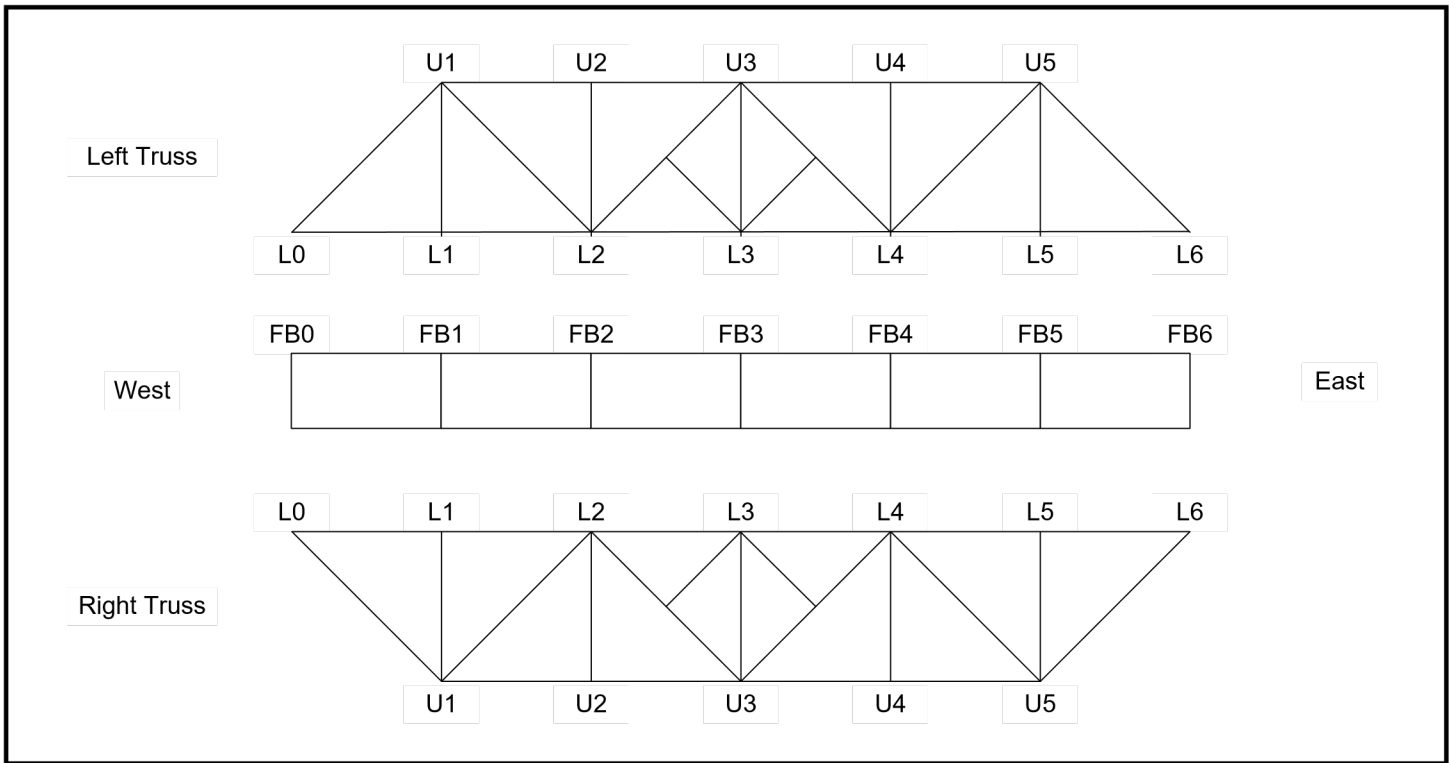 U1 U2 U3 U4 U5
Left Truss
L0 L1 L2 L3 L4 L5 L6
FB0 FB1 FB2 FB3 FB4 FB5 FB6
West
East
L0 L1 L2 L3 L4 L5 L6
Right Truss
U1 U2 U3 U4 U5